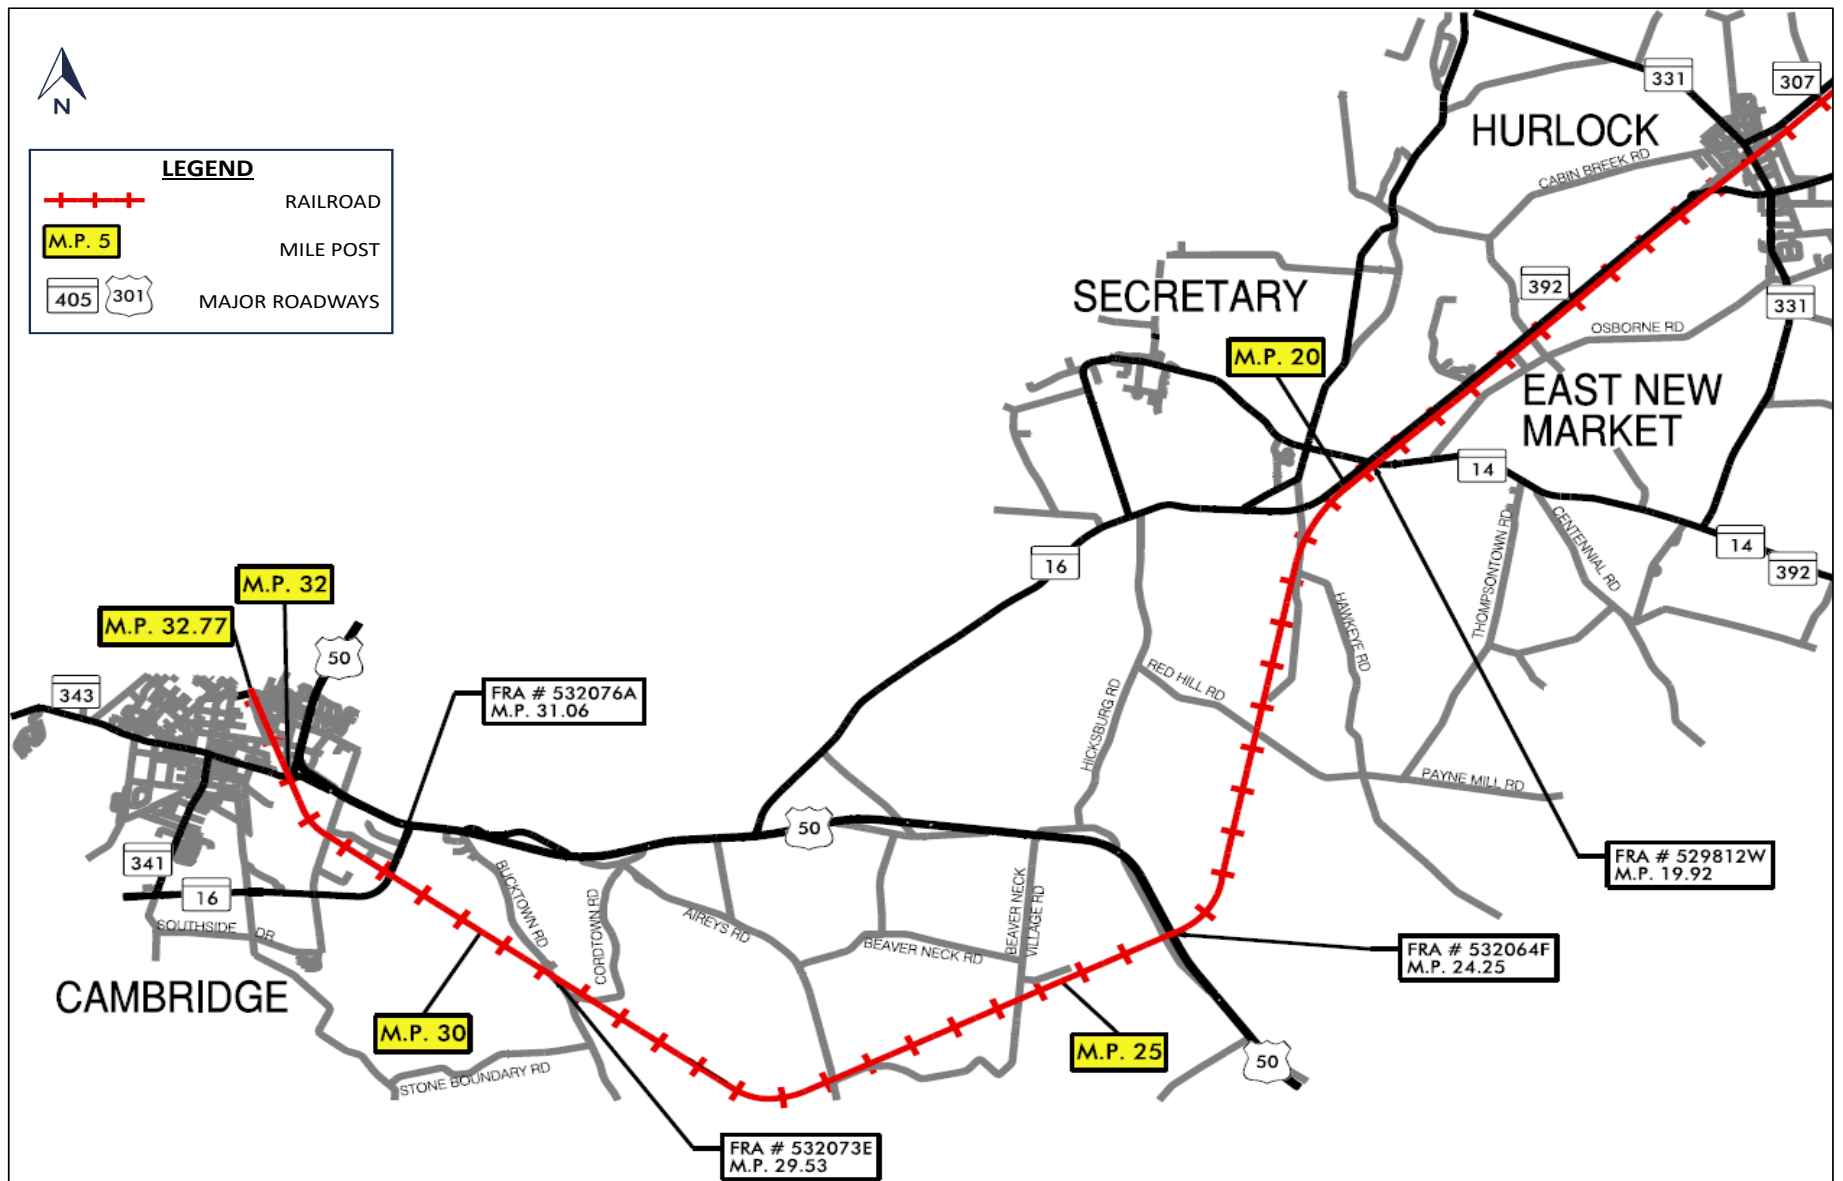 N
LEGEND
RAILROAD
M.P. 5
MILE POST
405
301
MAJOR ROADWAYS
331
307
HURLOCK
CABIN BREEK RD
392
SECRETARY
331
OSBORNE RD
M.P. 20
EAST NEW
MARKET
14
THOMPSONTOWN RD
CENTENNIAL RD
14
392
16
HAWKEYE RD
M.P. 32
M.P. 32.77
50
343
FRA # 532076A
M.P. 31.06
RED HILL RD
HICKSBURG RD
PAYNE MILL RD
50
341
16
FRA # 529812W
M.P. 19.92
BUCKTOWN RD
CORDTOWN RD
AIREYS RD
BEAVER NECK
VILLAGE RD
BEAVER NECK RD
SOUTHSIDE DR
FRA # 532064F
M.P. 24.25
CAMBRIDGE
M.P. 30
M.P. 25
50
STONE BOUNDARY RD
FRA # 532073E
M.P. 29.53